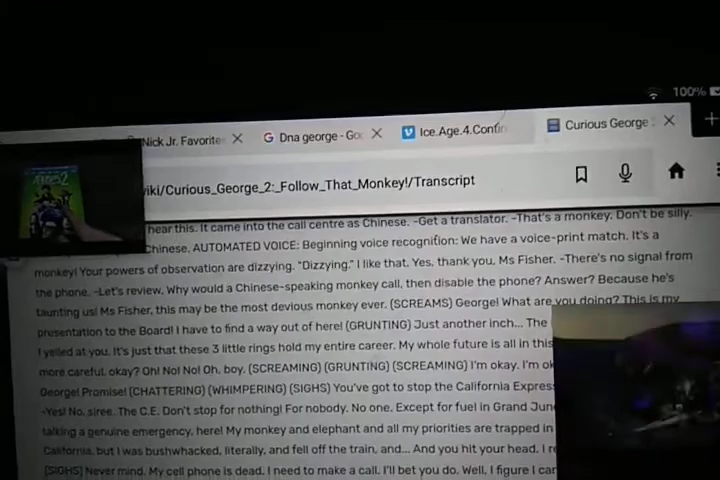 100%
Nick Jr. Favorite
Dna george - Go
Ice.Age.4.Contin
Curious George
wiki/Curious_George_2:_Follow_That_Monkey!/Transcript
2
hear this. It came into the call centre as Chinese. -Get a translator. -That's a monkey. Don't be silly.
Chinese. AUTOMATED VOICE: Beginning voice recognition: We have a voice-print match. It's a
monkey! Your powers of observation are dizzying. "Dizzying." I like that. Yes, thank you, Ms. Fisher. -There's no signal from
the phone. -Let's review. Why would a Chinese-speaking monkey call, then disable the phone? Answer? Because he's
taunting us! Ms Fisher, this may be the most devious monkey ever. (SCREAMS) George! What are you doing? This is my
presentation to the Board! I have to find a way out of here! (GRUNTING) Just another inch... The
I yelled at you. It's just that these 3 little rings hold my entire career. My whole future is all in this
more careful, okay? Oh! No! No! Oh, boy. (SCREAMING) (GRUNTING) (SCREAMING) I'm okay. I'm ok
George! Promise! (CHATTERING) (WHIMPERING) (SIGHS) You've got to stop the California Expres
-Yes! No, siree. The C.E. Don't stop for nothing! For nobody. No one. Except for fuel in Grand Jun
talking a genuine emergency, here! My monkey and elephant and all my priorities are trapped in
California, but I was bushwhacked, literally, and fell off the train, and... And you hit your head. I re
(SIGHS) Never mind. My cell phone is dead. I need to make a call. I'll bet you do. Well, I figure I can